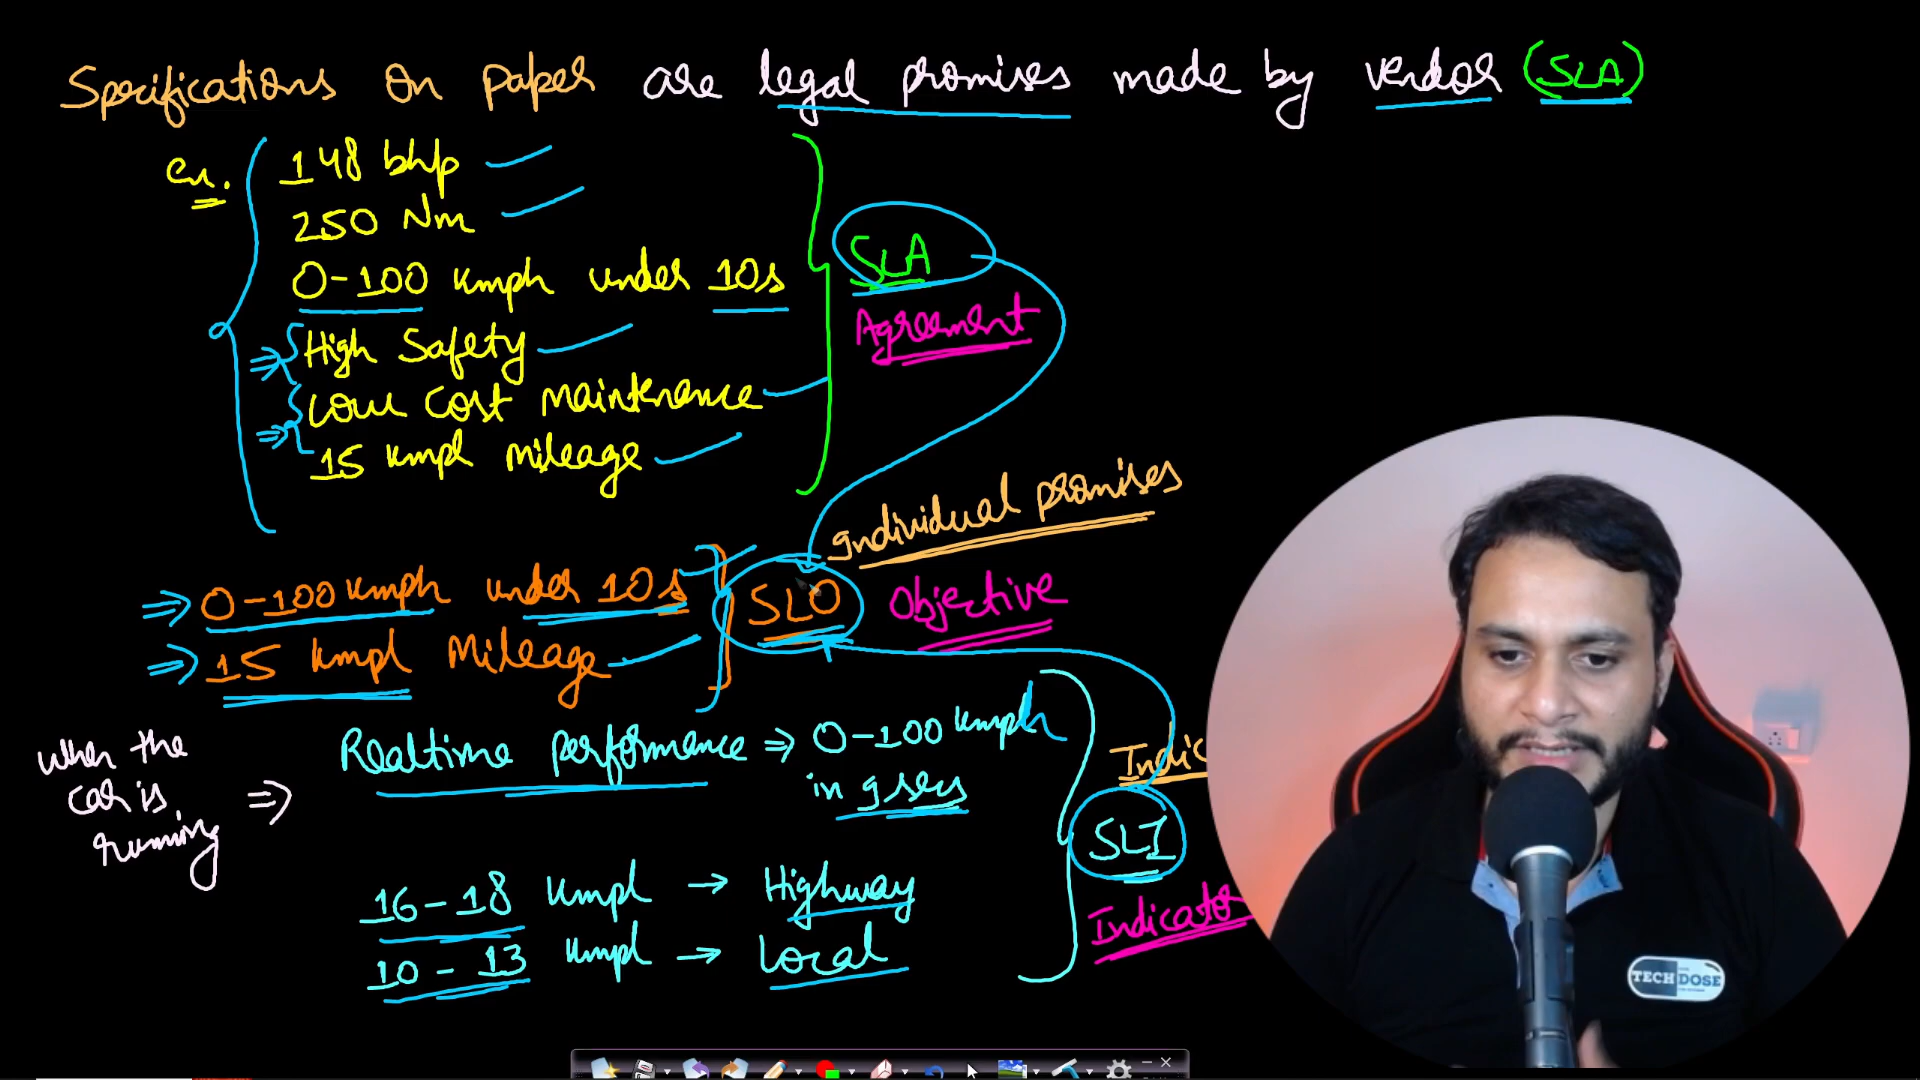 Specifications on paper are legal promises made by vendor (SLA)
ex.
148 bhp
250 Nm
0-100 kmph under 10s
High Safety
Low Cost Maintenance
15 kmpl Mileage
SLA
Agreement
Individual promises
0-100 kmph under 10s
15 kmpl Mileage
SLO
Objective
When the
car is
running
Realtime performance ⇒ 0-100 kmph
in 9 secs
16-18 kmpl → Highway
10-13 kmpl → Local
Indic
SLI
Indicator
TECH DOSE